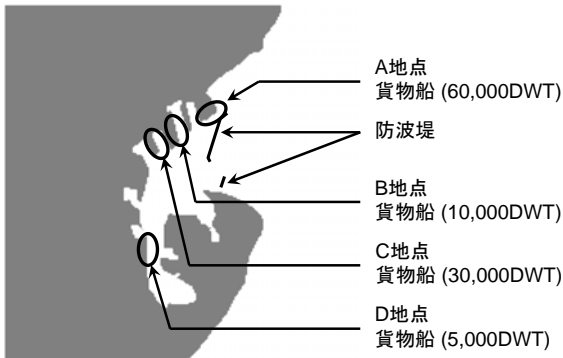 A地点
貨物船 (60,000DWT)
防波堤
B地点
貨物船 (10,000DWT)
C地点
貨物船 (30,000DWT)
D地点
貨物船 (5,000DWT)